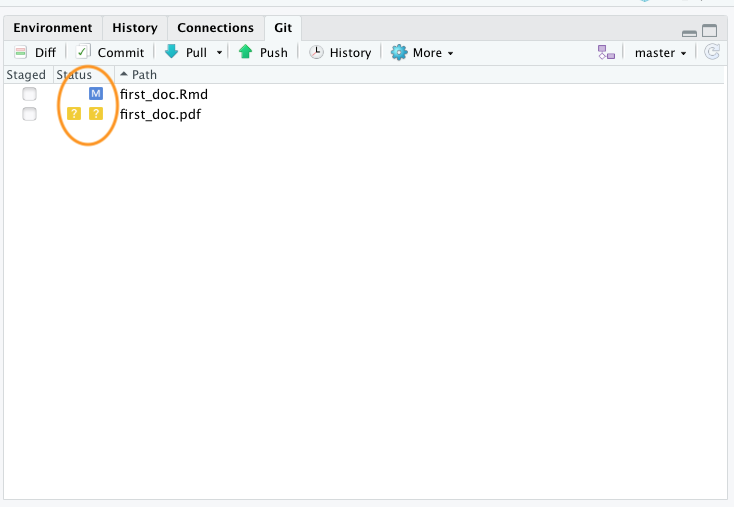 Environment History Connections Git
Diff Commit Pull Push History More master
Staged Status Path
M first_doc.Rmd
? ? first_doc.pdf